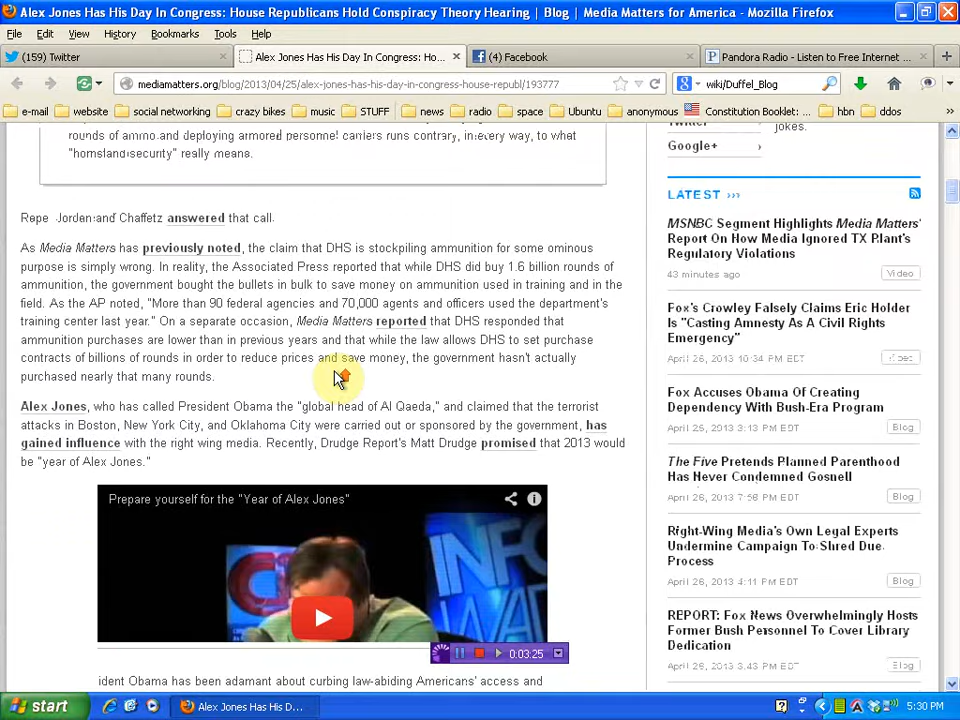 Alex Jones Has His Day In Congress: House Republicans Hold Conspiracy Theory Hearing | Blog | Media Matters for America - Mozilla Firefox
File Edit View History Bookmarks Tools Help
(159) Twitter
Alex Jones Has His Day In Congress: Ho...
(4) Facebook
Pandora Radio - Listen to Free Internet ...
mediamatters.org/blog/2013/04/25/alex-jones-has-his-day-in-congress-house-republ/193777
wiki/Duffel_Blog
e-mail website social networking crazy bikes music STUFF news radio space Ubuntu anonymous Constitution Booklet: ... hbn ddos
rounds of ammo and deploying armored personnel carriers runs contrary, in every way, to what
"homeland security" really means.
Jordan and Chaffetz answered that call.
As Media Matters has previously noted, the claim that DHS is stockpiling ammunition for some ominous
purpose is simply wrong. In reality, the Associated Press reported that while DHS did buy 1.6 billion rounds of
ammunition, the government bought the bullets in bulk to save money on ammunition used in training and in the
field. As the AP noted, "More than 90 federal agencies and 70,000 agents and officers used the department's
training center last year." On a separate occasion, Media Matters reported that DHS responded that
ammunition purchases are lower than in previous years and that while the law allows DHS to set purchase
contracts of billions of rounds in order to reduce prices and save money, the government hasn't actually
purchased nearly that many rounds.
Alex Jones, who has called President Obama the "global head of Al Qaeda," and claimed that the terrorist
attacks in Boston, New York City, and Oklahoma City were carried out or sponsored by the government, has
gained influence with the right wing media. Recently, Drudge Report's Matt Drudge promised that 2013 would
be "year of Alex Jones."
Prepare yourself for the "Year of Alex Jones"
0:03:25
ident Obama has been adamant about curbing law-abiding Americans' access and
jokes.
Google+ ›
LATEST ›››
MSNBC Segment Highlights Media Matters'
Report On How Media Ignored TX Plant's
Regulatory Violations
43 minutes ago Video
Fox's Crowley Falsely Claims Eric Holder
Is "Casting Amnesty As A Civil Rights
Emergency"
April 26, 2013 10:34 PM EDT Video
Fox Accuses Obama Of Creating
Dependency With Bush-Era Program
April 26, 2013 EDT Blog
The Five Pretends Planned Parenthood
Has Never Condemned Gosnell
April 26, 2013 7:58 PM EDT Blog
Right-Wing Media's Own Legal Experts
Undermine Campaign To Shred Due
Process
April 26, 2013 4:11 PM EDT Blog
REPORT: Fox News Overwhelmingly Hosts
Former Bush Personnel To Cover Library
Dedication
April 26, 2013 3:43 PM EDT Blog
start
Alex Jones Has His D...
5:30 PM